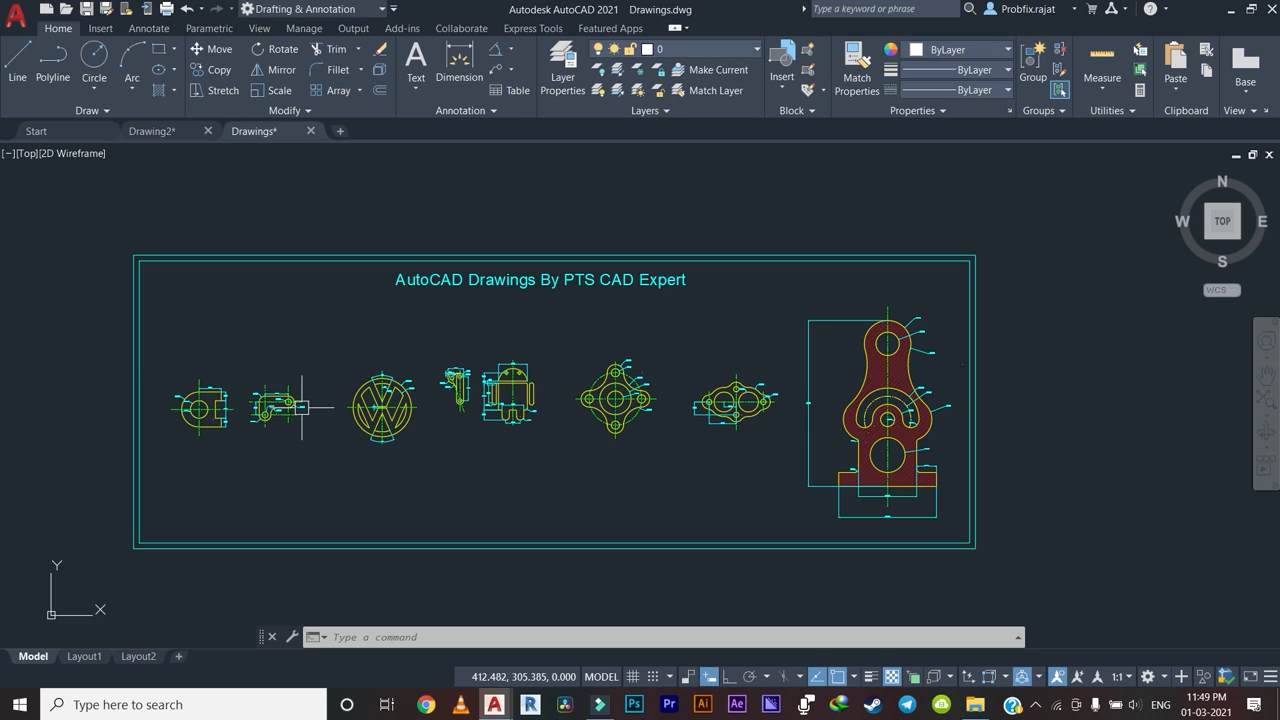 Drafting & Annotation
Autodesk AutoCAD 2021 Drawings.dwg
Type a keyword or phrase
Probfix.rajat
Home Insert Annotate Parametric View Manage Output Add-ins Collaborate Express Tools Featured Apps
Line Polyline Circle Arc
Move Rotate Trim
Copy Mirror Fillet
Stretch Scale Array
Text Dimension Table
Layer Properties
0
Make Current
Match Layer
Insert
Match Properties
ByLayer
ByLayer
ByLayer
Group
Measure
Paste
Base
Draw Modify Annotation Layers Block Properties Groups Utilities Clipboard View
Start Drawing2* Drawings*
[−][Top][2D Wireframe]
N
W TOP E
S
WCS
AutoCAD Drawings By PTS CAD Expert
Y
X
Type a command
Model Layout1 Layout2
412.482, 305.385, 0.000 MODEL
1:1
Type here to search
R
Ps
Pr
Ai
Ae
ENG
11:49 PM
01-03-2021